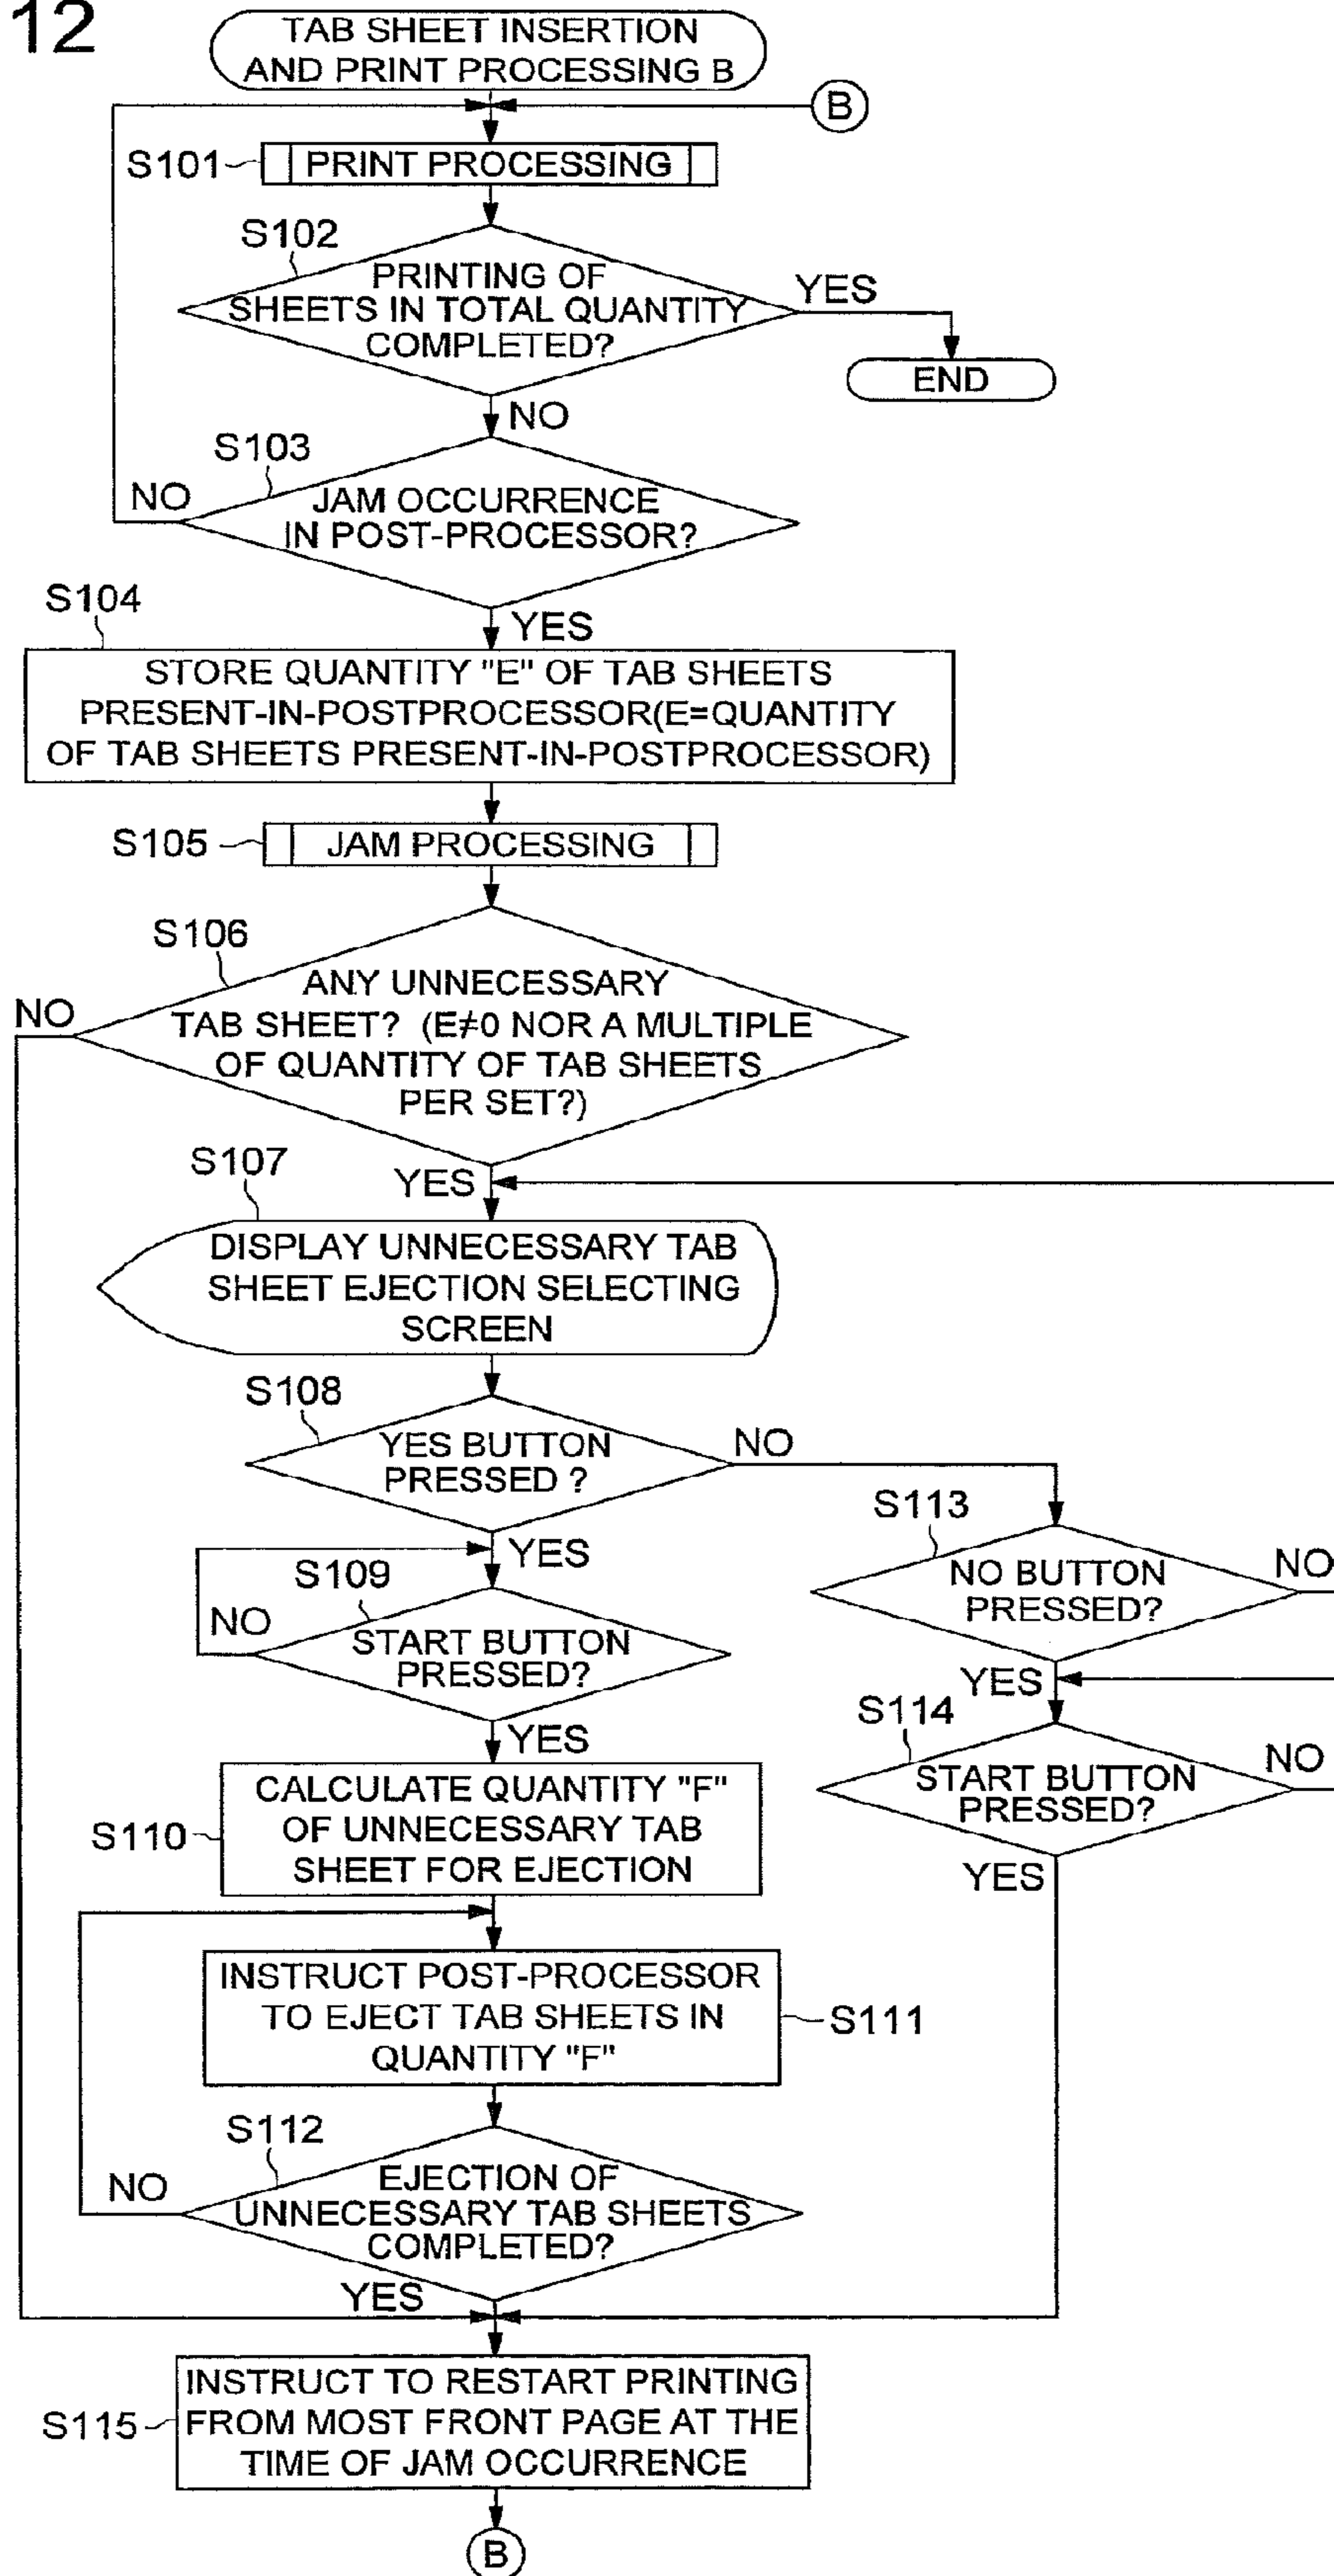 12
TAB SHEET INSERTION
AND PRINT PROCESSING B
B
S101
PRINT PROCESSING
S102
PRINTING OF
SHEETS IN TOTAL QUANTITY
COMPLETED?
YES
END
NO
S103
NO
JAM OCCURRENCE
IN POST-PROCESSOR?
S104
YES
STORE QUANTITY "E" OF TAB SHEETS
PRESENT-IN-POSTPROCESSOR(E=QUANTITY
OF TAB SHEETS PRESENT-IN-POSTPROCESSOR)
S105
JAM PROCESSING
S106
NO
ANY UNNECESSARY
TAB SHEET? (E≠0 NOR A MULTIPLE
OF QUANTITY OF TAB SHEETS
PER SET?)
S107
YES
DISPLAY UNNECESSARY TAB
SHEET EJECTION SELECTING
SCREEN
S108
YES BUTTON
PRESSED ?
NO
S113
YES
NO BUTTON
PRESSED?
NO
S109
NO
START BUTTON
PRESSED?
YES
S114
YES
START BUTTON
PRESSED?
NO
S110
CALCULATE QUANTITY "F"
OF UNNECESSARY TAB
SHEET FOR EJECTION
YES
INSTRUCT POST-PROCESSOR
TO EJECT TAB SHEETS IN
QUANTITY "F"
S111
S112
NO
EJECTION OF
UNNECESSARY TAB SHEETS
COMPLETED?
YES
S115
INSTRUCT TO RESTART PRINTING
FROM MOST FRONT PAGE AT THE
TIME OF JAM OCCURRENCE
B